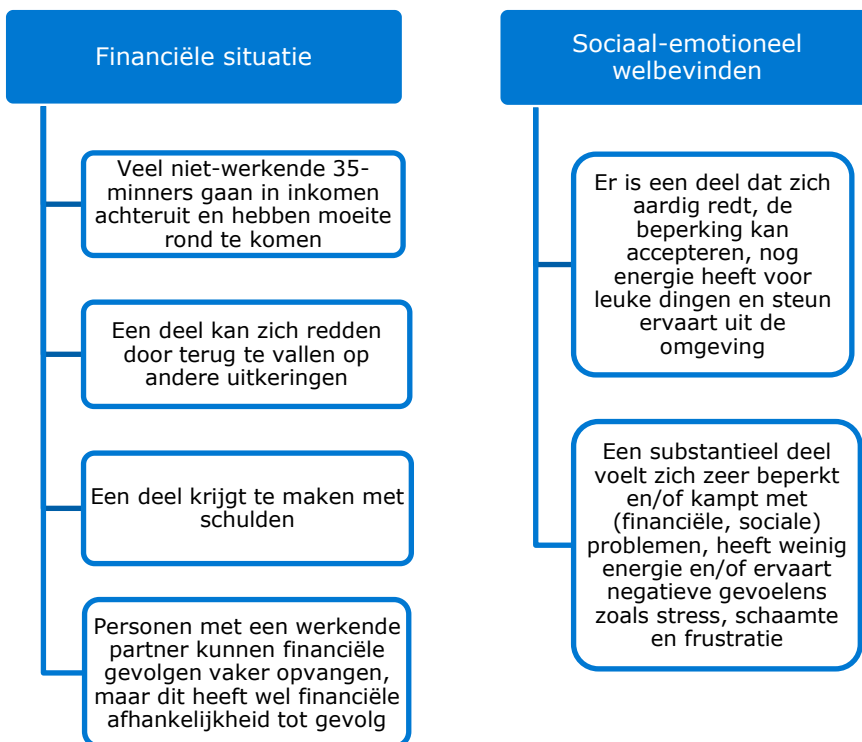 Financiële situatie
Veel niet-werkende 35-
minners gaan in inkomen
achteruit en hebben moeite
rond te komen
Een deel kan zich redden
door terug te vallen op
andere uitkeringen
Een deel krijgt te maken met
schulden
Personen met een werkende
partner kunnen financiële
gevolgen vaker opvangen,
maar dit heeft wel financiële
afhankelijkheid tot gevolg
Sociaal-emotioneel
welbevinden
Er is een deel dat zich
aardig redt, de
beperking kan
accepteren, nog
energie heeft voor
leuke dingen en steun
ervaart uit de
omgeving
Een substantieel deel
voelt zich zeer beperkt
en/of kampt met
(financiële, sociale)
problemen, heeft weinig
energie en/of ervaart
negatieve gevoelens
zoals stress, schaamte
en frustratie